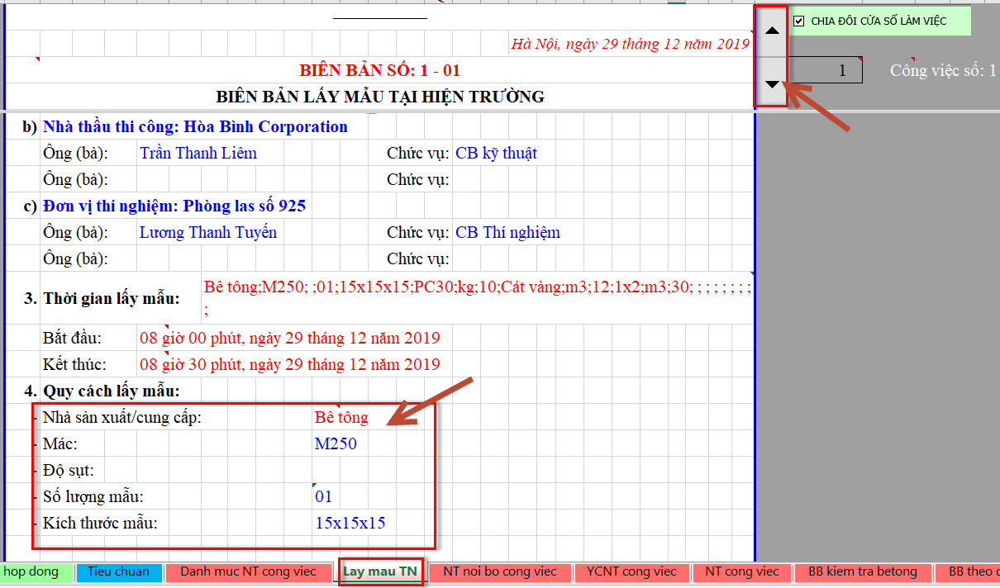 CHIA ĐÔI CỬA SỔ LÀM VIỆC
Hà Nội, ngày 29 tháng 12 năm 2019
BIÊN BẢN SỐ: 1 - 01
1
Công việc số: 1
BIÊN BẢN LẤY MẪU TẠI HIỆN TRƯỜNG
b) Nhà thầu thi công: Hòa Bình Corporation
Ông (bà): Trần Thanh Liêm Chức vụ: CB kỹ thuật
Ông (bà): Chức vụ:
c) Đơn vị thí nghiệm: Phòng las số 925
Ông (bà): Lương Thanh Tuyến Chức vụ: CB Thí nghiệm
Ông (bà): Chức vụ:
3. Thời gian lấy mẫu: Bê tông;M250; ;01;15x15x15;PC30;kg;10;Cát vàng;m3;12;1x2;m3;30; ; ; ; ; ; ; ;
;
Bắt đầu: 08 giờ 00 phút, ngày 29 tháng 12 năm 2019
Kết thúc: 08 giờ 30 phút, ngày 29 tháng 12 năm 2019
4. Quy cách lấy mẫu:
- Nhà sản xuất/cung cấp: Bê tông
- Mác: M250
- Độ sụt:
- Số lượng mẫu: 01
- Kích thước mẫu: 15x15x15
hop dong Tieu chuan Danh muc NT cong viec Lay mau TN NT noi bo cong viec YCNT cong viec NT cong viec BB kiem tra betong BB theo